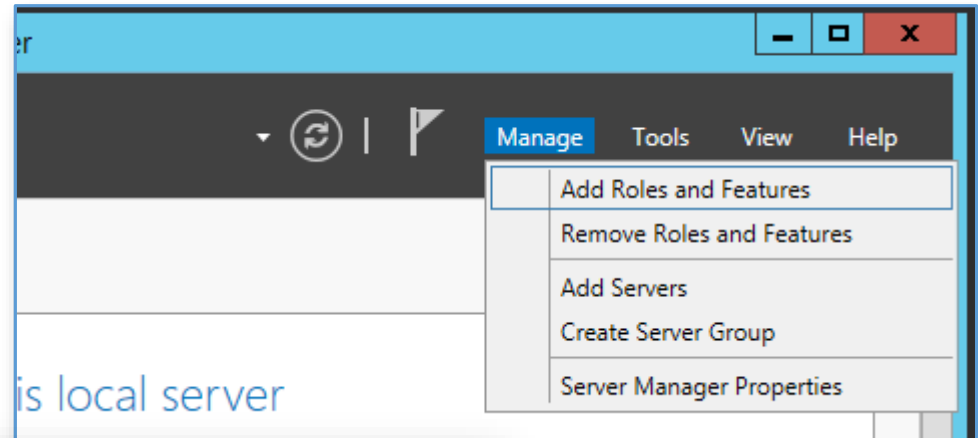 er
Manage Tools View Help
Add Roles and Features
Remove Roles and Features
Add Servers
Create Server Group
Server Manager Properties
is local server